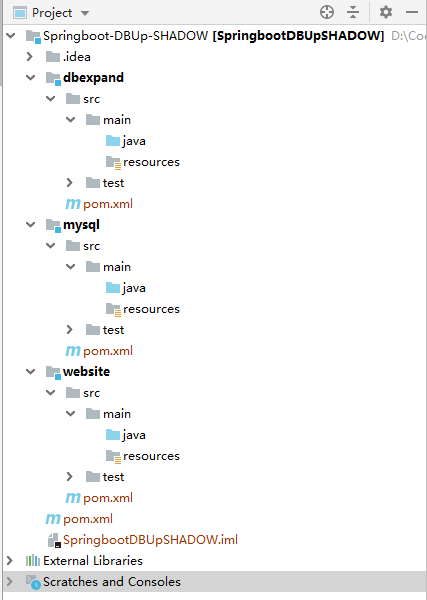 Project
Springboot-DBUp-SHADOW [SpringbootDBUpSHADOW] D:\Co
.idea
dbexpand
src
main
java
resources
test
pom.xml
mysql
src
main
java
resources
test
pom.xml
website
src
main
java
resources
test
pom.xml
pom.xml
SpringbootDBUpSHADOW.iml
External Libraries
Scratches and Consoles